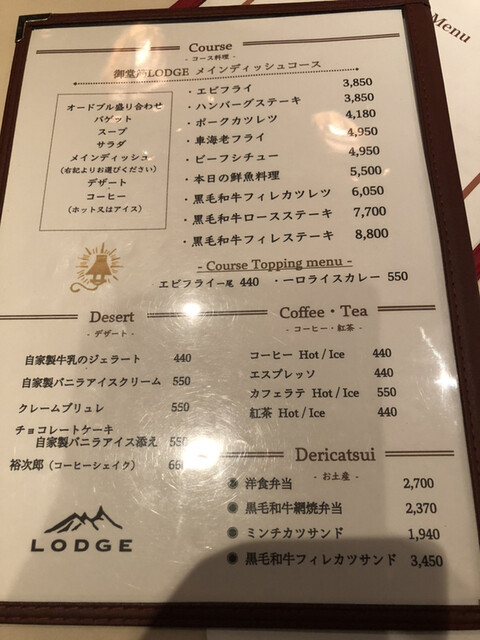 Menu
Course
- コース料理 -
御堂筋LODGE メインディッシュコース
オードブル盛り合わせ
バゲット
スープ
サラダ
メインディッシュ
(右記よりお選びください)
デザート
コーヒー
(ホット又はアイス)
・エビフライ 3,850
・ハンバーグステーキ 3,850
・ポークカツレツ 4,180
・車海老フライ 4,950
・ビーフシチュー 4,950
・本日の鮮魚料理 5,500
・黒毛和牛フィレカツレツ 6,050
・黒毛和牛ロースステーキ 7,700
・黒毛和牛フィレステーキ 8,800
- Course Topping menu -
エビフライ一尾 440 ・一口ライスカレー 550
Desert
- デザート -
自家製牛乳のジェラート 440
自家製バニラアイスクリーム 550
クレームブリュレ 550
チョコレートケーキ
自家製バニラアイス添え 550
裕次郎 (コーヒーシェイク) 660
Coffee・Tea
- コーヒー・紅茶 -
コーヒー Hot / Ice 440
エスプレッソ 440
カフェラテ Hot / Ice 550
紅茶 Hot / Ice 440
Dericatsui
- お土産 -
洋食弁当 2,700
黒毛和牛網焼弁当 2,370
ミンチカツサンド 1,940
黒毛和牛フィレカツサンド 3,450
LODGE